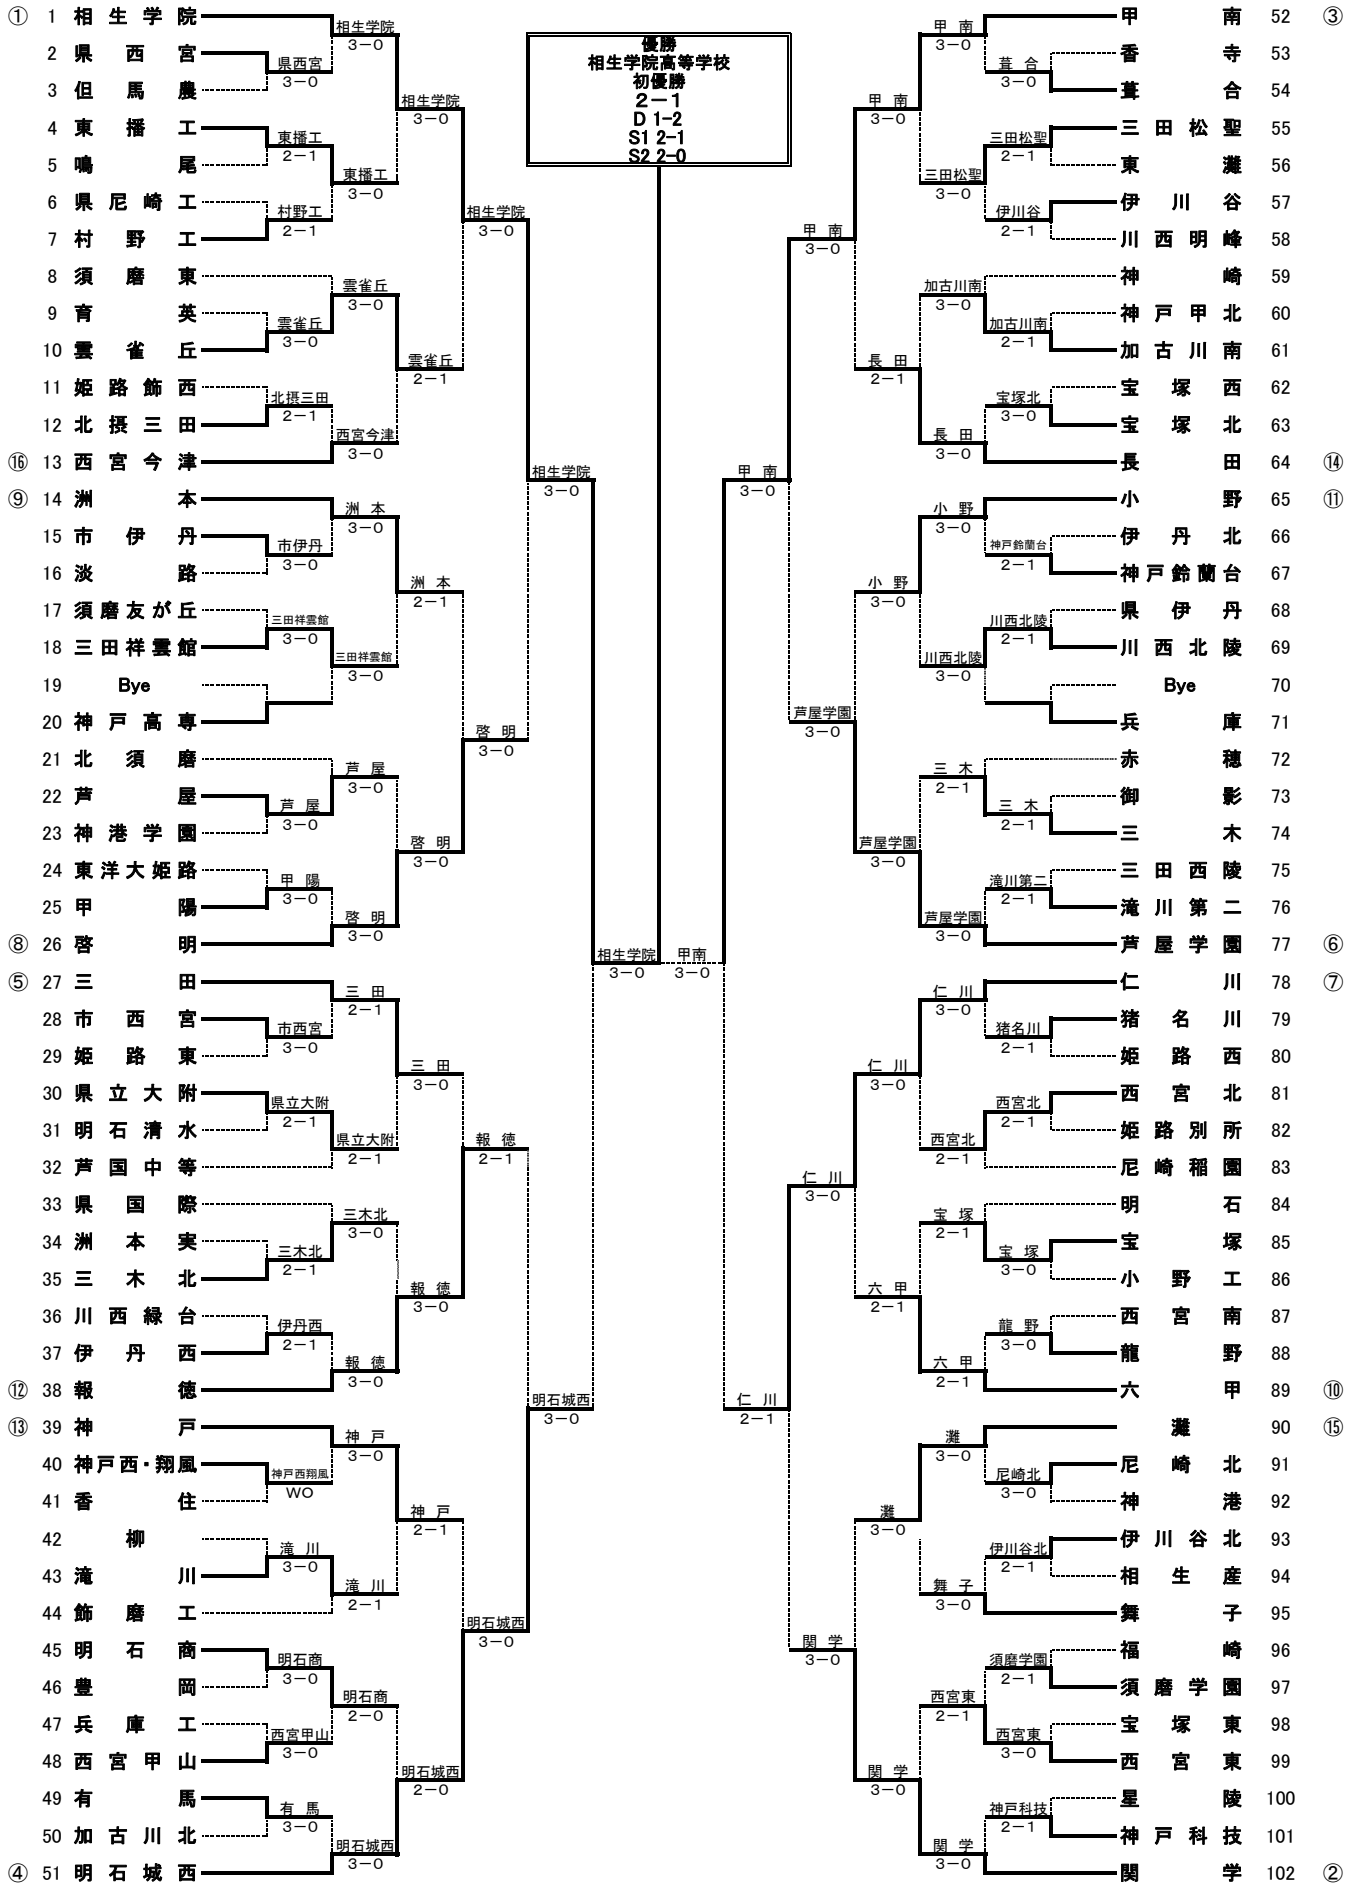 優勝
相生学院高等学校
初優勝
2－1
D 1-2
S1 2-1
S2 2-0
① 1 相生学院
2 県西宮
3 但馬農
4 東播工
5 鳴尾
6 県尼崎工
7 村野工
8 須磨東
9 育英
10 雲雀丘
11 姫路飾西
12 北摂三田
⑯ 13 西宮今津
⑨ 14 洲本
15 市伊丹
16 淡路
17 須磨友が丘
18 三田祥雲館
19 Bye
20 神戸高専
21 北須磨
22 芦屋
23 神港学園
24 東洋大姫路
25 甲陽
⑧ 26 啓明
⑤ 27 三田
28 市西宮
29 姫路東
30 県立大附
31 明石清水
32 芦国中等
33 県国際
34 洲本実
35 三木北
36 川西緑台
37 伊丹西
⑫ 38 報徳
⑬ 39 神戸
40 神戸西・翔風
41 香住
42 柳
43 滝川
44 飾磨工
45 明石商
46 豊岡
47 兵庫工
48 西宮甲山
49 有馬
50 加古川北
④ 51 明石城西
県西宮
3－0
東播工
2－1
村野工
2－1
雲雀丘
3－0
北摂三田
2－1
市伊丹
3－0
三田祥雲館
3－0
芦屋
3－0
甲陽
3－0
市西宮
3－0
県立大附
2－1
三木北
2－1
伊丹西
2－1
神戸西翔風
WO
滝川
3－0
明石商
3－0
西宮甲山
3－0
有馬
3－0
相生学院
3－0
東播工
3－0
雲雀丘
3－0
西宮今津
3－0
洲本
3－0
三田祥雲館
3－0
芦屋
3－0
啓明
3－0
三田
2－1
県立大附
2－1
三木北
3－0
報徳
3－0
神戸
3－0
滝川
2－1
明石商
2－0
明石城西
3－0
相生学院
3－0
雲雀丘
2－1
洲本
2－1
啓明
3－0
三田
3－0
報徳
3－0
神戸
2－1
明石城西
2－0
相生学院
3－0
啓明
3－0
報徳
2－1
明石城西
3－0
相生学院
3－0
明石城西
3－0
相生学院
3－0
甲南
3－0
甲南
3－0
仁川
2－1
甲南
3－0
芦屋学園
3－0
仁川
3－0
関学
3－0
甲南
3－0
長田
2－1
小野
3－0
芦屋学園
3－0
仁川
3－0
六甲
2－1
灘
3－0
関学
3－0
甲南
3－0
三田松聖
3－0
加古川南
3－0
長田
3－0
小野
3－0
川西北陵
3－0
三木
2－1
芦屋学園
3－0
仁川
3－0
西宮北
2－1
宝塚
2－1
六甲
2－1
灘
3－0
舞子
3－0
西宮東
2－1
関学
3－0
葺合
3－0
三田松聖
2－1
伊川谷
2－1
加古川南
2－1
宝塚北
3－0
神戸鈴蘭台
2－1
川西北陵
2－1
三木
2－1
滝川第二
2－1
猪名川
2－1
西宮北
2－1
宝塚
3－0
龍野
3－0
尼崎北
3－0
伊川谷北
2－1
須磨学園
2－1
西宮東
3－0
神戸科技
2－1
甲南 52 ③
香寺 53
葺合 54
三田松聖 55
東灘 56
伊川谷 57
川西明峰 58
神崎 59
神戸甲北 60
加古川南 61
宝塚西 62
宝塚北 63
長田 64 ⑭
小野 65 ⑪
伊丹北 66
神戸鈴蘭台 67
県伊丹 68
川西北陵 69
Bye 70
兵庫 71
赤穂 72
御影 73
三木 74
三田西陵 75
滝川第二 76
芦屋学園 77 ⑥
仁川 78 ⑦
猪名川 79
姫路西 80
西宮北 81
姫路別所 82
尼崎稲園 83
明石 84
宝塚 85
小野工 86
西宮南 87
龍野 88
六甲 89 ⑩
灘 90 ⑮
尼崎北 91
神港 92
伊川谷北 93
相生産 94
舞子 95
福崎 96
須磨学園 97
宝塚東 98
西宮東 99
星陵 100
神戸科技 101
関学 102 ②